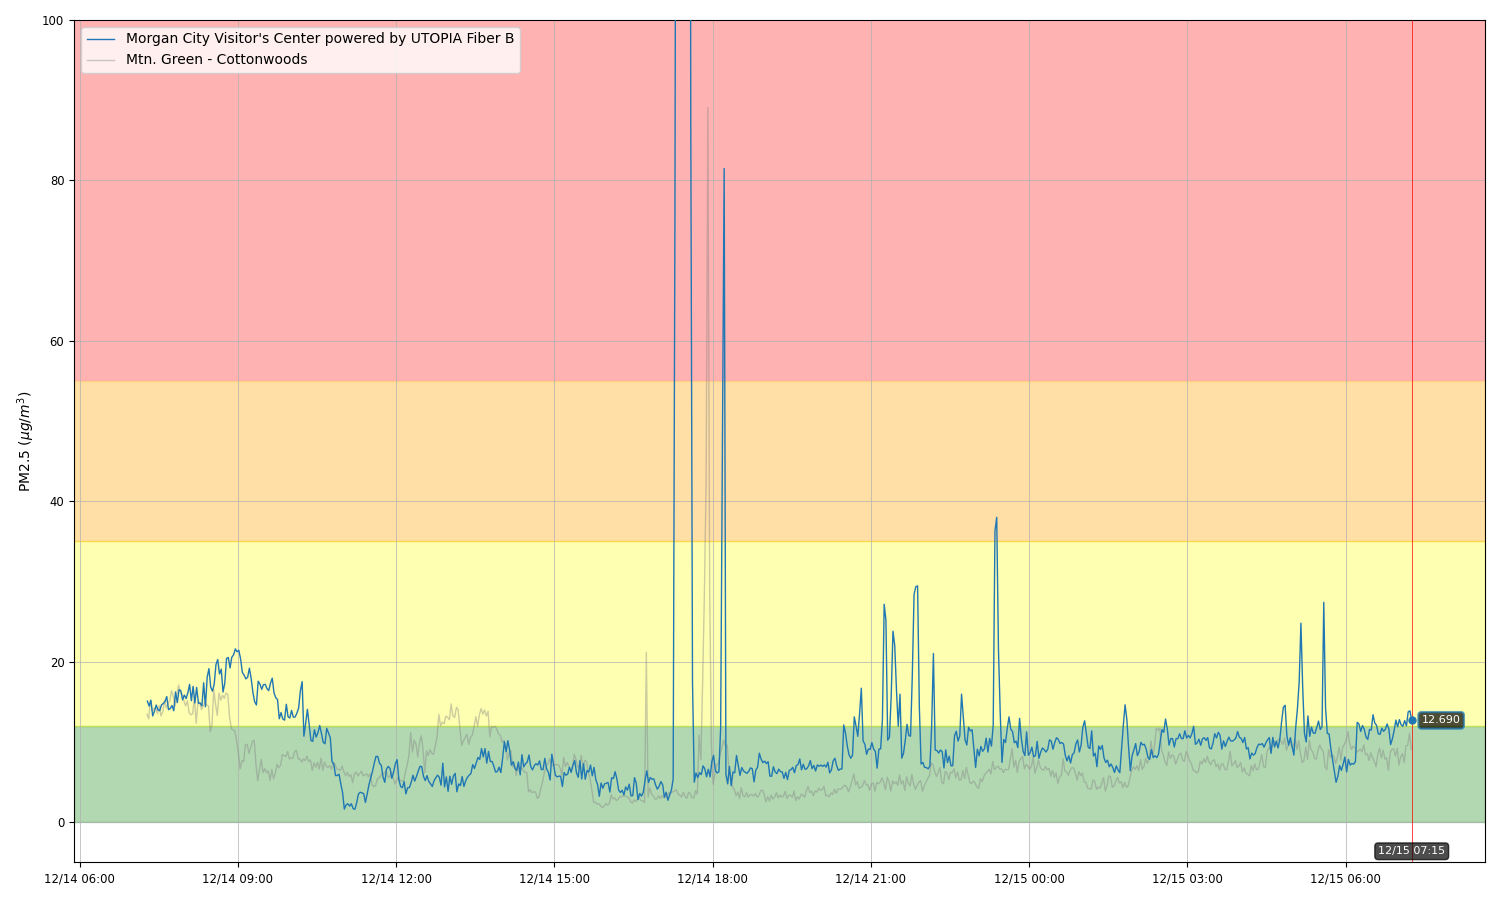 100
Morgan City Visitor's Center powered by UTOPIA Fiber B
Mtn. Green - Cottonwoods
80
60
PM2.5 (μg/m³)
40
20
12.690
0
12/15 07:15
12/14 06:00 12/14 09:00 12/14 12:00 12/14 15:00 12/14 18:00 12/14 21:00 12/15 00:00 12/15 03:00 12/15 06:00